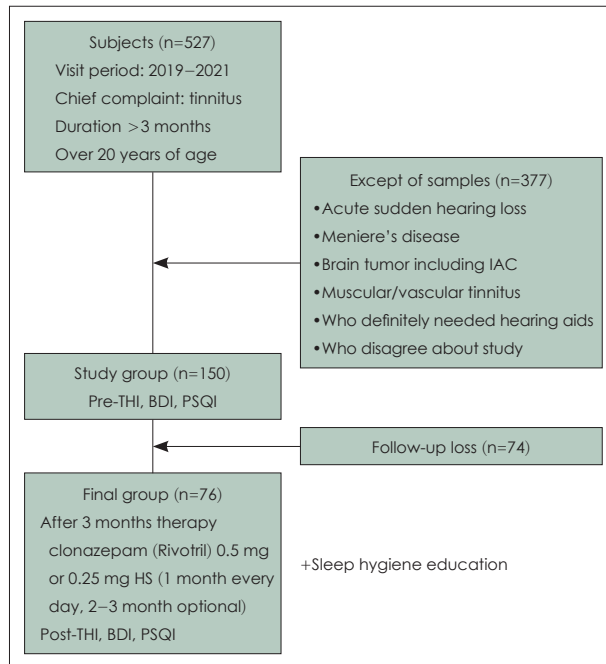 Subjects (n=527)
Visit period: 2019–2021
Chief complaint: tinnitus
Duration >3 months
Over 20 years of age
Except of samples (n=377)
•Acute sudden hearing loss
•Meniere’s disease
•Brain tumor including IAC
•Muscular/vascular tinnitus
•Who definitely needed hearing aids
•Who disagree about study
Study group (n=150)
Pre-THI, BDI, PSQI
Follow-up loss (n=74)
Final group (n=76)
After 3 months therapy
clonazepam (Rivotril) 0.5 mg
or 0.25 mg HS (1 month every
day, 2–3 month optional)
Post-THI, BDI, PSQI
+Sleep hygiene education